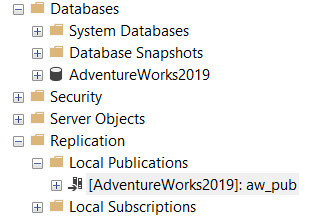 Databases
System Databases
Database Snapshots
AdventureWorks2019
Security
Server Objects
Replication
Local Publications
[AdventureWorks2019]: aw_pub
Local Subscriptions